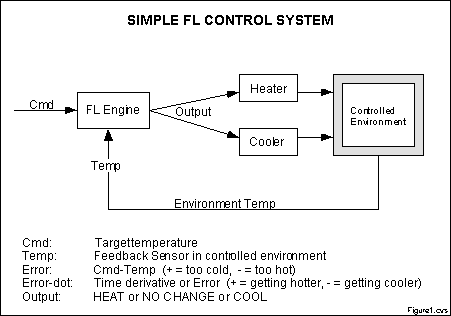 SIMPLE FL CONTROL SYSTEM
Cmd
FL Engine
Output
Heater
Cooler
Controlled
Environment
Temp
Environment Temp
Cmd: Targettemperature
Temp: Feedback Sensor in controlled environment
Error: Cmd-Temp (+ = too cold, - = too hot)
Error-dot: Time derivative or Error (+ = getting hotter, - = getting cooler)
Output: HEAT or NO CHANGE or COOL
Figure1.cvs